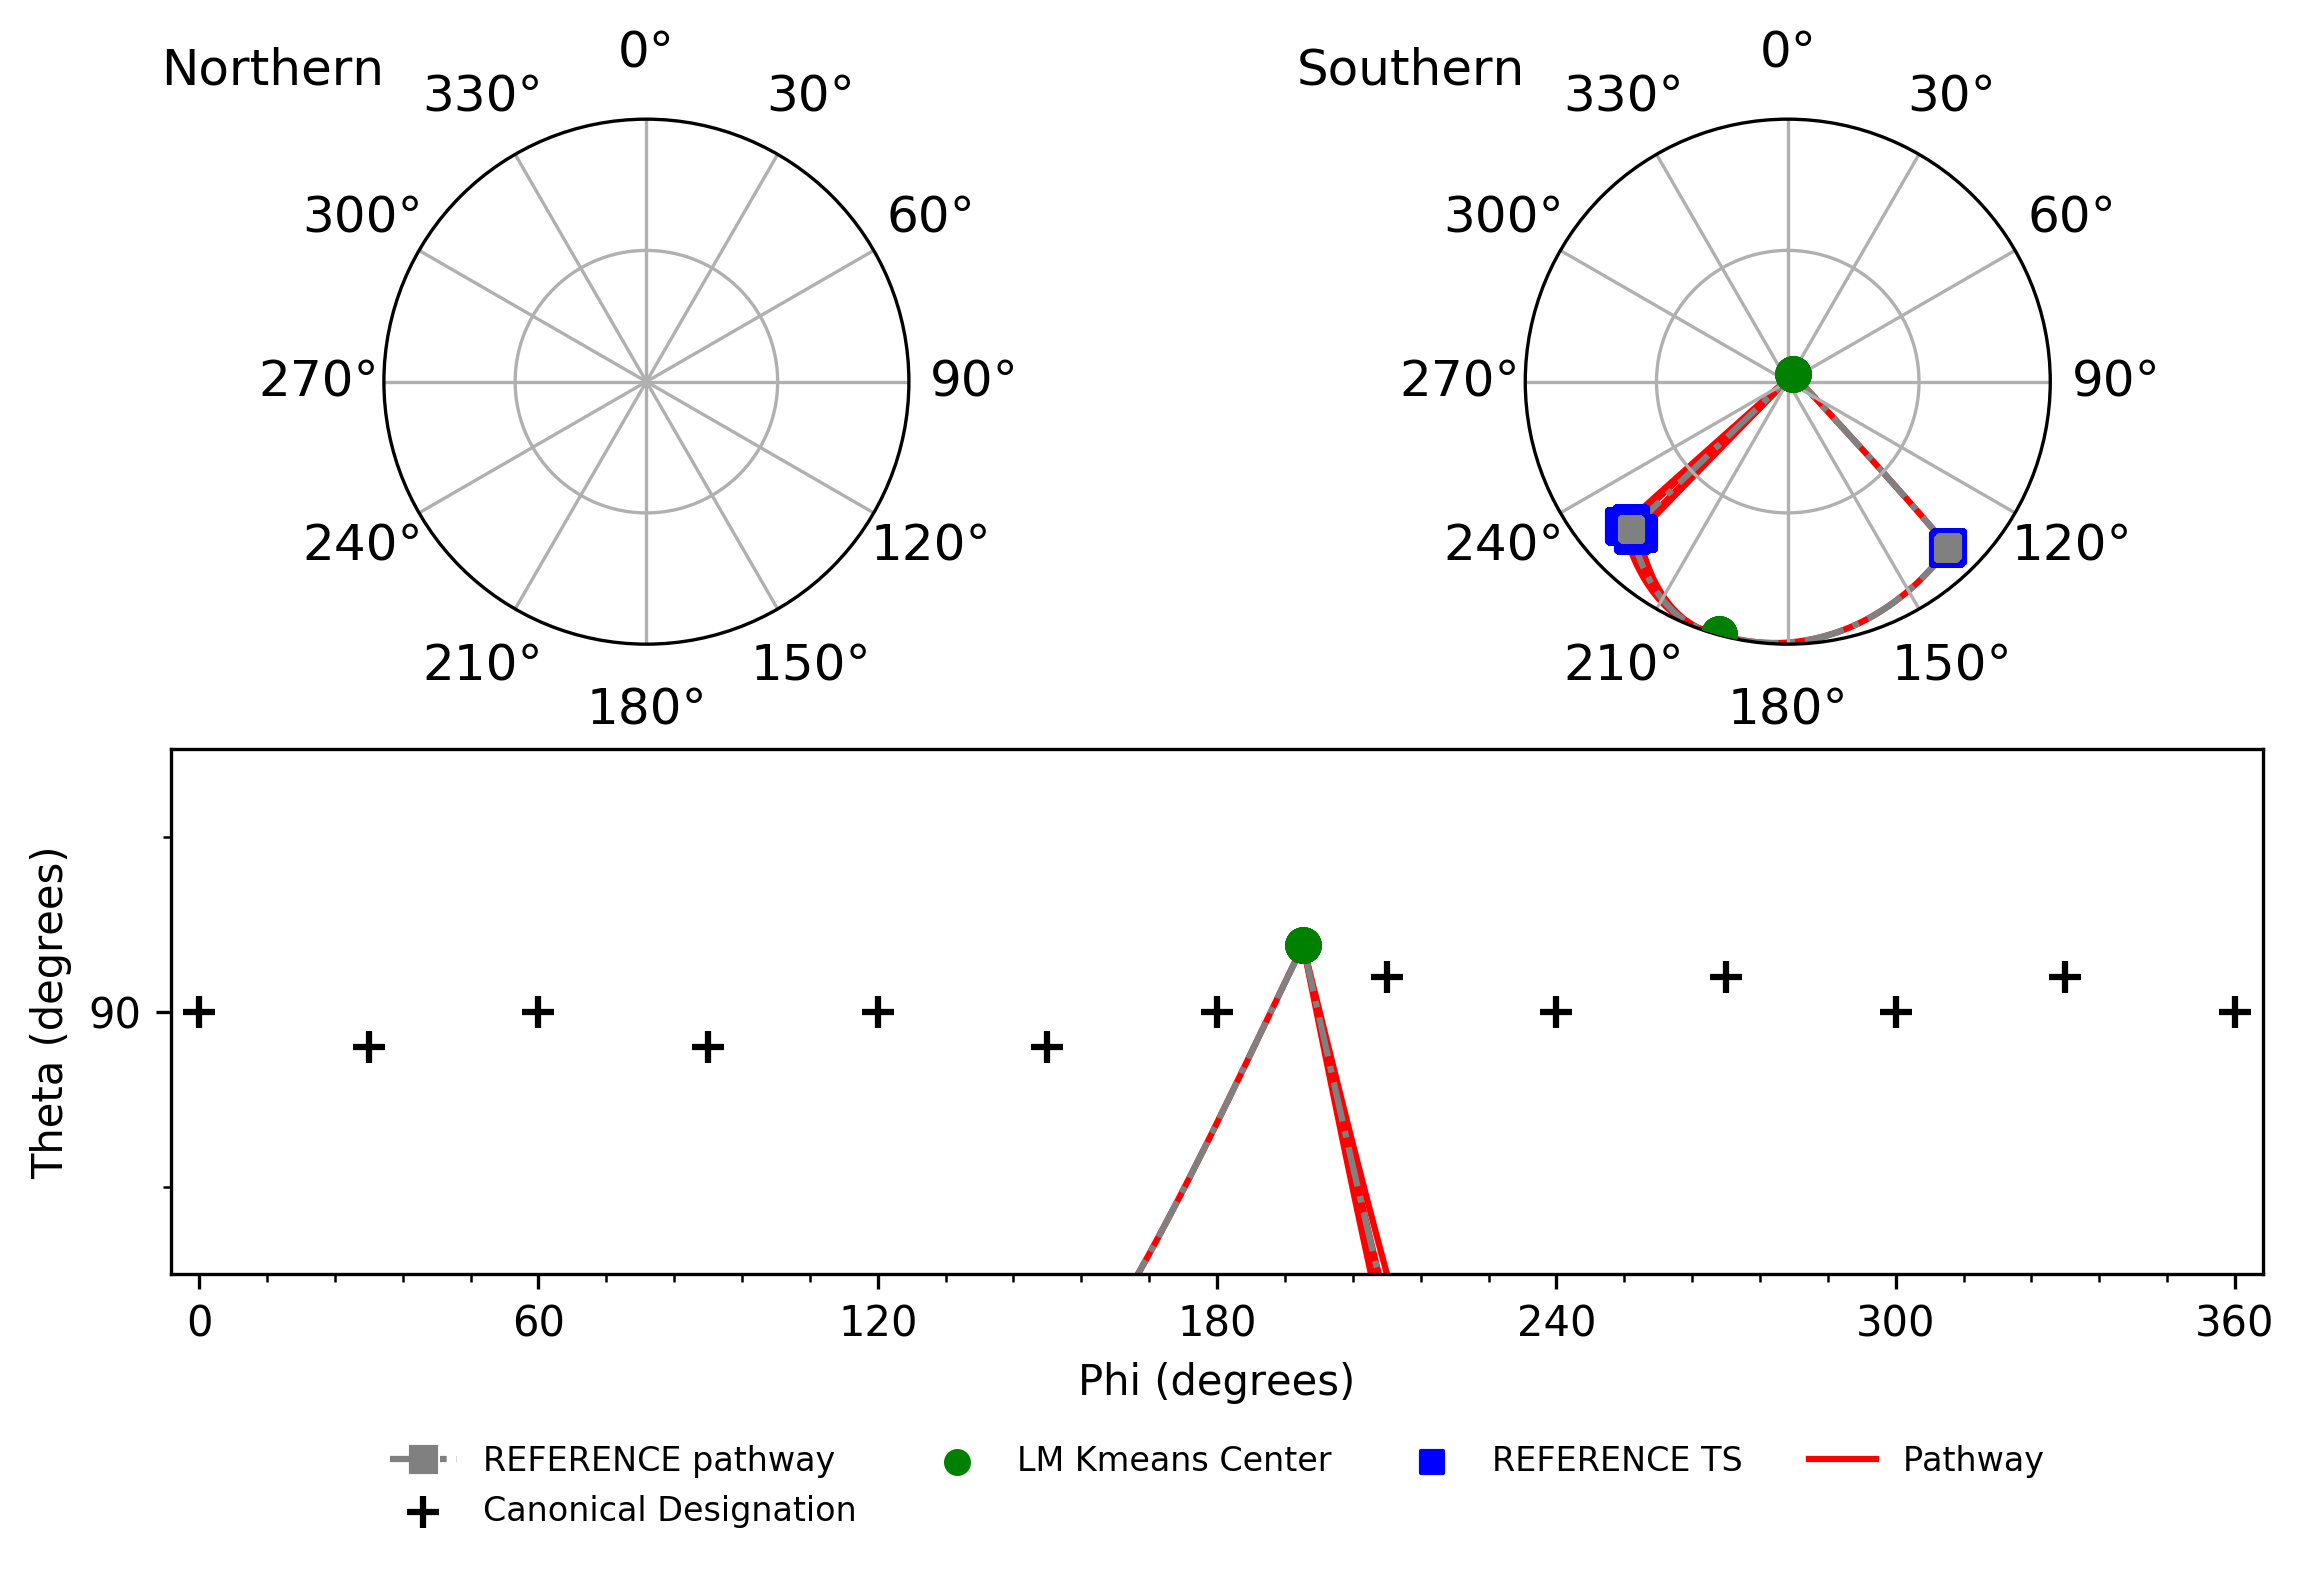 Northern
0°
30°
60°
90°
120°
150°
180°
210°
240°
270°
300°
330°
Southern
0°
30°
60°
90°
120°
150°
180°
210°
240°
270°
300°
330°
Theta (degrees)
90
0 60 120 180 240 300 360
Phi (degrees)
REFERENCE pathway
Canonical Designation
LM Kmeans Center
REFERENCE TS
Pathway